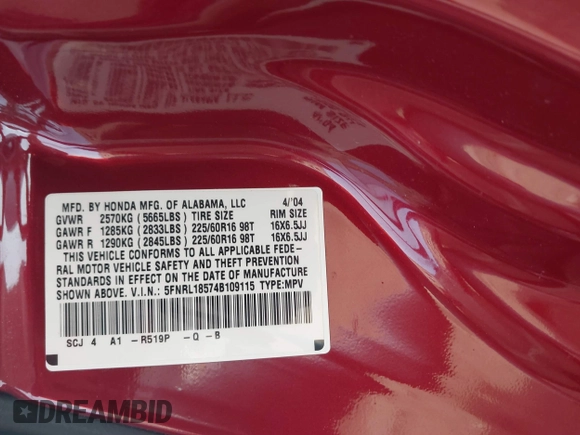 MFD. BY HONDA MFG. OF ALABAMA, LLC 4/'04
GVWR 2570KG (5665LBS) TIRE SIZE RIM SIZE
GAWR F 1285KG (2833LBS) 225/60R16 98T 16X6.5JJ
GAWR R 1290KG (2845LBS) 225/60R16 98T 16X6.5JJ
THIS VEHICLE CONFORMS TO ALL APPLICABLE FEDE-
RAL MOTOR VEHICLE SAFETY AND THEFT PREVENTION
STANDARDS IN EFFECT ON THE DATE OF MANUFACTURE
SHOWN ABOVE. V.I.N.: 5FNRL18574B109115 TYPE:MPV
SCJ 4 A1 -R519P -Q -B
DREAMBID